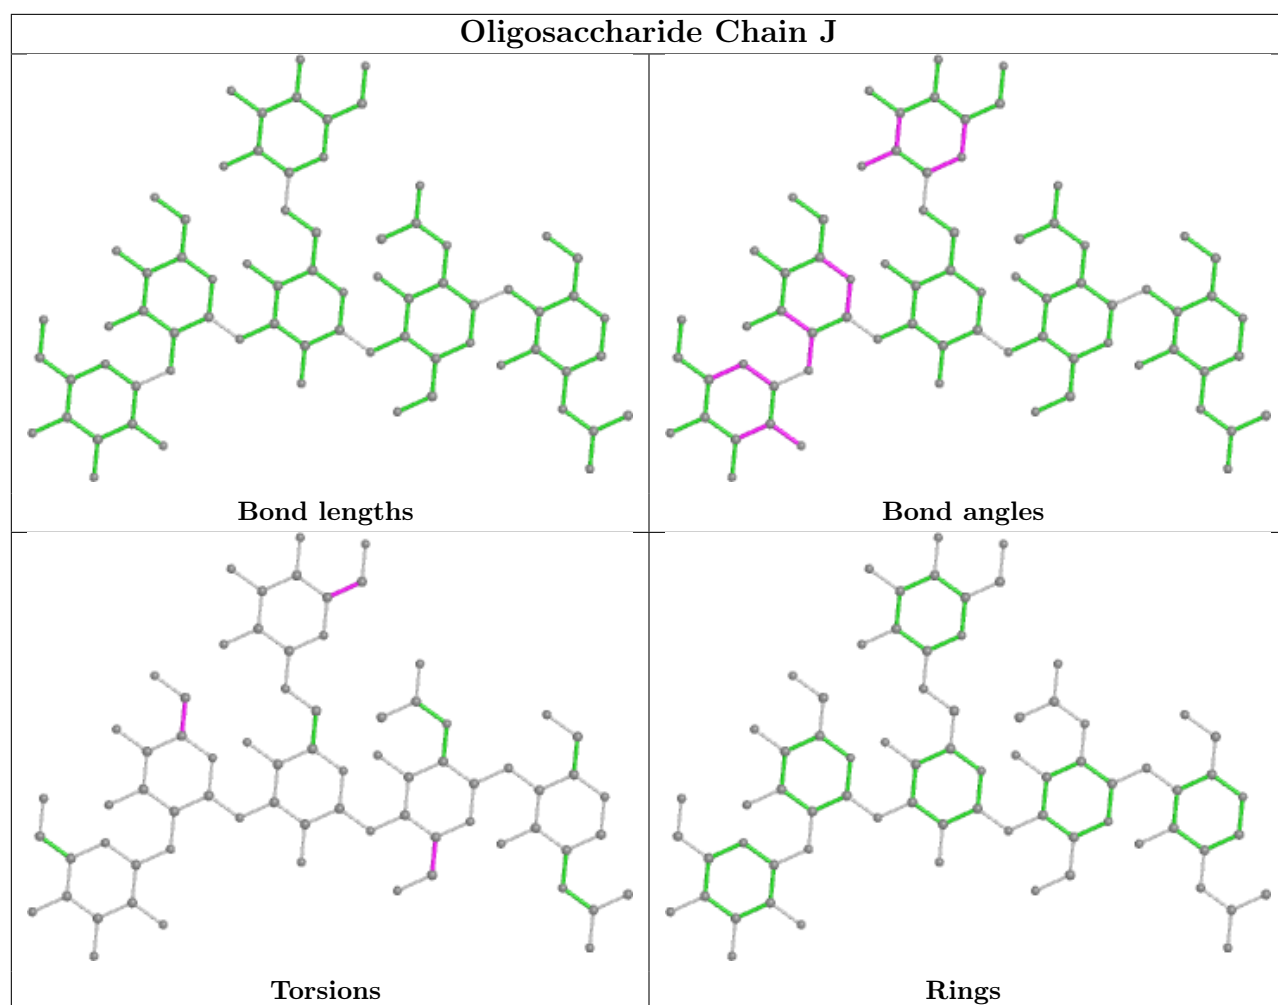 Oligosaccharide Chain J
Bond lengths
Bond angles
Torsions
Rings